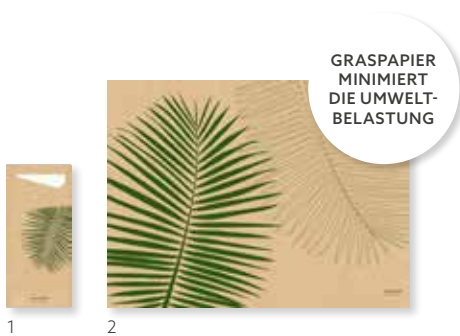 GRASPAPIER
MINIMIERT
DIE UMWELT-
BELASTUNG
1
2